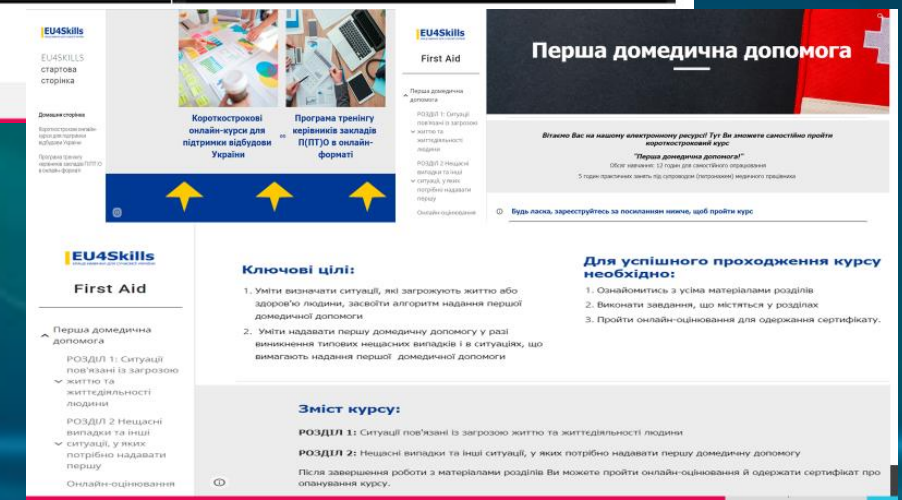 EU4Skills
EU4SKILLS
стартова
сторінка
Домашня сторінка
Короткострокові онлайн-
курси для підтримки
відбудови України
Програма тренінгу
керівників закладів П(ПТ)О
в онлайн-форматі
Короткострокові
онлайн-курси для
підтримки відбудови
України
Програма тренінгу
керівників закладів
П(ПТ)О в онлайн-
форматі
EU4Skills
First Aid
Перша домедична
допомога
РОЗДІЛ 1: Ситуації
пов'язані із загрозою
життю та
життєдіяльності
людини
РОЗДІЛ 2 Нещасні
випадки та інші
ситуації, у яких
потрібно надавати
першу
Онлайн-оцінювання
Перша домедична допомога
Вітаємо Вас на нашому електронному ресурсі! Тут Ви зможете самостійно пройти
короткостроковий курс
"Перша домедична допомога!"
Обсяг навчання: 12 годин для самостійного опрацювання
5 годин практичних занять під супроводом (патронажем) медичного працівника
Будь ласка, зареєструйтесь за посиланням нижче, щоб пройти курс
EU4Skills
First Aid
Перша домедична
допомога
РОЗДІЛ 1: Ситуації
пов'язані із загрозою
життю та
життєдіяльності
людини
РОЗДІЛ 2 Нещасні
випадки та інші
ситуації, у яких
потрібно надавати
першу
Онлайн-оцінювання
Ключові цілі:
1. Уміти визначати ситуації, які загрожують життю або
здоров'ю людини, засвоїти алгоритм надання першої
домедичної допомоги
2. Уміти надавати першу домедичну допомогу у разі
виникнення типових нещасних випадків і в ситуаціях, що
вимагають надання першої домедичної допомоги
Для успішного проходження курсу
необхідно:
1. Ознайомитись з усіма матеріалами розділів
2. Виконати завдання, що містяться у розділах
3. Пройти онлайн-оцінювання для одержання сертифікату.
Зміст курсу:
РОЗДІЛ 1: Ситуації пов'язані із загрозою життю та життєдіяльності людини
РОЗДІЛ 2: Нещасні випадки та інші ситуації, у яких потрібно надавати першу домедичну допомогу
Після завершення роботи з матеріалами розділів Ви можете пройти онлайн-оцінювання й одержати сертифікат про
опанування курсу.